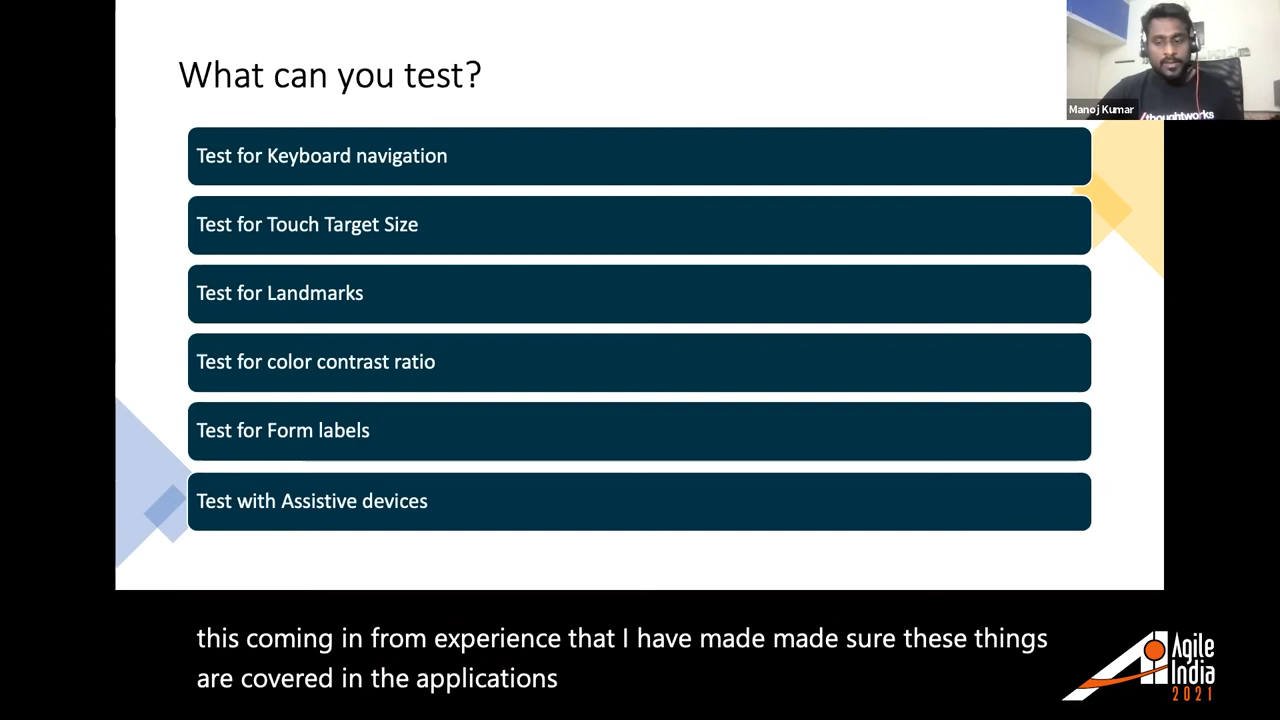 What can you test?
Manoj Kumar
/thoughtworks
Test for Keyboard navigation
Test for Touch Target Size
Test for Landmarks
Test for color contrast ratio
Test for Form labels
Test with Assistive devices
this coming in from experience that I have made made sure these things
are covered in the applications
Agile
India
2021